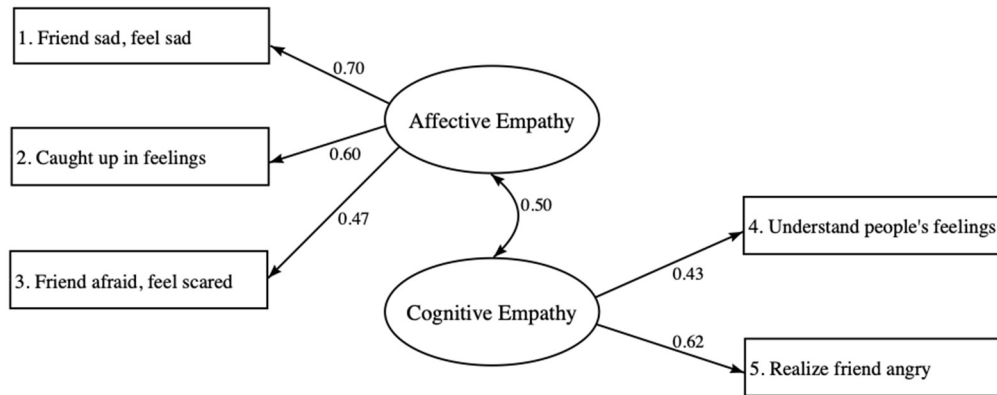 1. Friend sad, feel sad
0.70
Affective Empathy
2. Caught up in feelings
0.60
0.47
0.50
4. Understand people's feelings
3. Friend afraid, feel scared
0.43
Cognitive Empathy
0.62
5. Realize friend angry